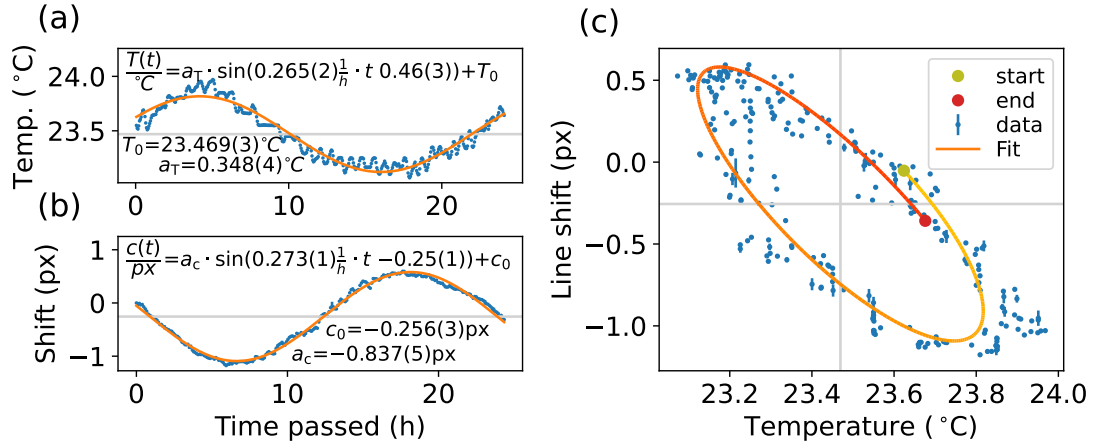 (a)
Temp. (°C)
24.0
23.5
T(t)/°C=a_T·sin(0.265(2)1/h·t 0.46(3))+T_0
T_0=23.469(3)°C
a_T=0.348(4)°C
0 10 20
(b)
Shift (px)
1
0
−1
c(t)/px=a_c·sin(0.273(1)1/h·t −0.25(1))+c_0
c_0=−0.256(3)px
a_c=−0.837(5)px
0 10 20
Time passed (h)
(c)
Line shift (px)
0.5
0.0
−0.5
−1.0
start
end
data
Fit
23.2 23.4 23.6 23.8 24.0
Temperature (°C)